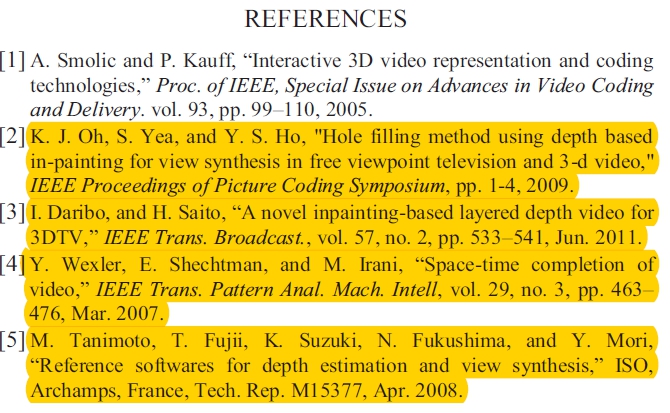 REFERENCES
[1] A. Smolic and P. Kauff, “Interactive 3D video representation and coding
technologies,” Proc. of IEEE, Special Issue on Advances in Video Coding
and Delivery. vol. 93, pp. 99–110, 2005.
[2] K. J. Oh, S. Yea, and Y. S. Ho, "Hole filling method using depth based
in-painting for view synthesis in free viewpoint television and 3-d video,"
IEEE Proceedings of Picture Coding Symposium, pp. 1-4, 2009.
[3] I. Daribo, and H. Saito, “A novel inpainting-based layered depth video for
3DTV,” IEEE Trans. Broadcast., vol. 57, no. 2, pp. 533–541, Jun. 2011.
[4] Y. Wexler, E. Shechtman, and M. Irani, “Space-time completion of
video,” IEEE Trans. Pattern Anal. Mach. Intell, vol. 29, no. 3, pp. 463–
476, Mar. 2007.
[5] M. Tanimoto, T. Fujii, K. Suzuki, N. Fukushima, and Y. Mori,
“Reference softwares for depth estimation and view synthesis,” ISO,
Archamps, France, Tech. Rep. M15377, Apr. 2008.